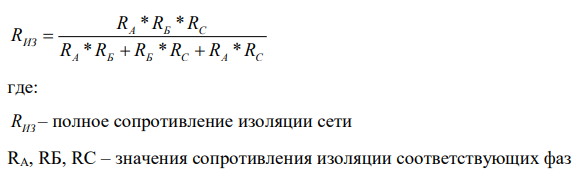 R_ИЗ = (R_А * R_Б * R_С) / (R_А * R_Б + R_Б * R_С + R_А * R_С)
где:
R_ИЗ – полное сопротивление изоляции сети
R_А, RБ, RС – значения сопротивления изоляции соответствующих фаз